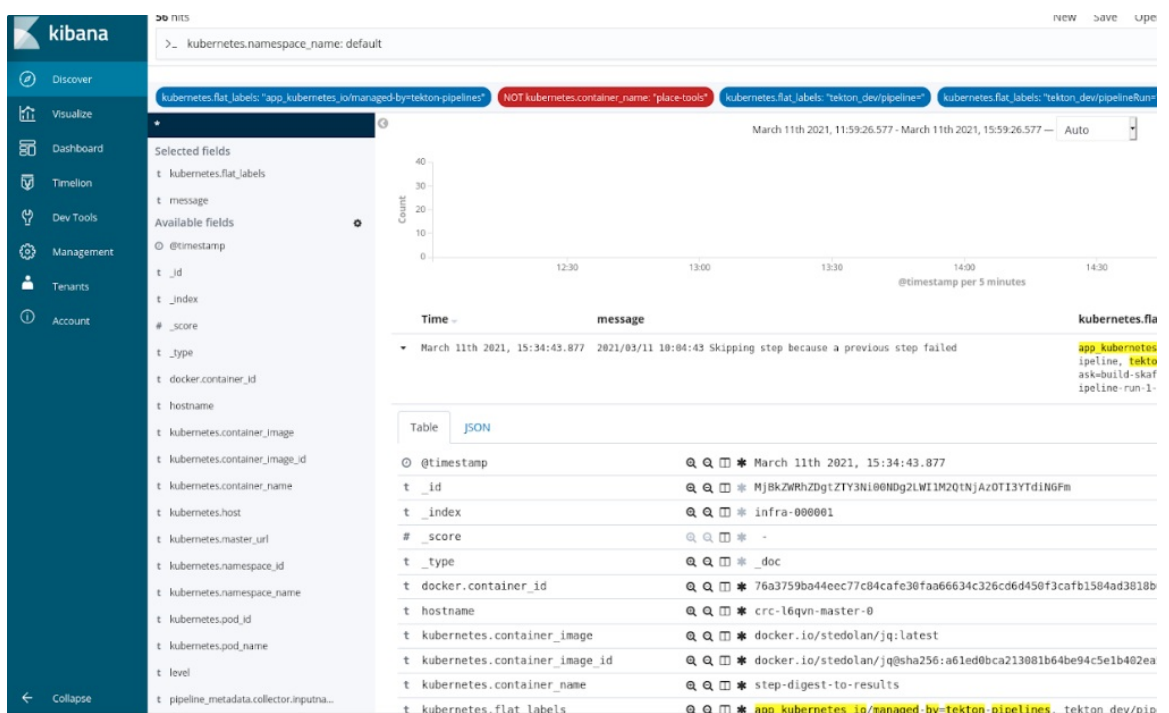 56 hits
New Save Ope
kibana
>_ kubernetes.namespace_name: default
Discover
kubernetes.flat_labels: "app_kubernetes_io/managed-by=tekton-pipelines"
NOT kubernetes.container_name: "place-tools"
kubernetes.flat_labels: "tekton_dev/pipeline="
kubernetes.flat_labels: "tekton_dev/pipelineRun=
Visualize
Dashboard
Timelion
Dev Tools
Management
Tenants
Account
Collapse
*
Selected fields
t kubernetes.flat_labels
t message
Available fields
@timestamp
t _id
t _index
# _score
t _type
t docker.container_id
t hostname
t kubernetes.container_image
t kubernetes.container_image_id
t kubernetes.container_name
t kubernetes.host
t kubernetes.master_url
t kubernetes.namespace_id
t kubernetes.namespace_name
t kubernetes.pod_id
t kubernetes.pod_name
t level
t pipeline_metadata.collector.inputna...
March 11th 2021, 11:59:26.577 - March 11th 2021, 15:59:26.577 — Auto
Count
40
30
20
10
0
12:30 13:00 13:30 14:00 14:30
@timestamp per 5 minutes
Time message kubernetes.fla
March 11th 2021, 15:34:43.877 2021/03/11 10:04:43 Skipping step because a previous step failed
app_kubernetes
ipeline, tekto
ask=build-skaf
ipeline-run-1-
Table JSON
@timestamp March 11th 2021, 15:34:43.877
t _id
t _index infra-000001
# _score -
t _type _doc
t docker.container_id
t hostname crc-l6qvn-master-0
t kubernetes.container_image docker.io/stedolan/jq:latest
t kubernetes.container_image_id docker.io/stedolan/jq@sha256:a61ed0bca213081b64be94c5e1b402ea
t kubernetes.container_name step-digest-to-results
t kubernetes.flat_labels app_kubernetes_io/managed-by=tekton-pipelines, tekton_dev/pip